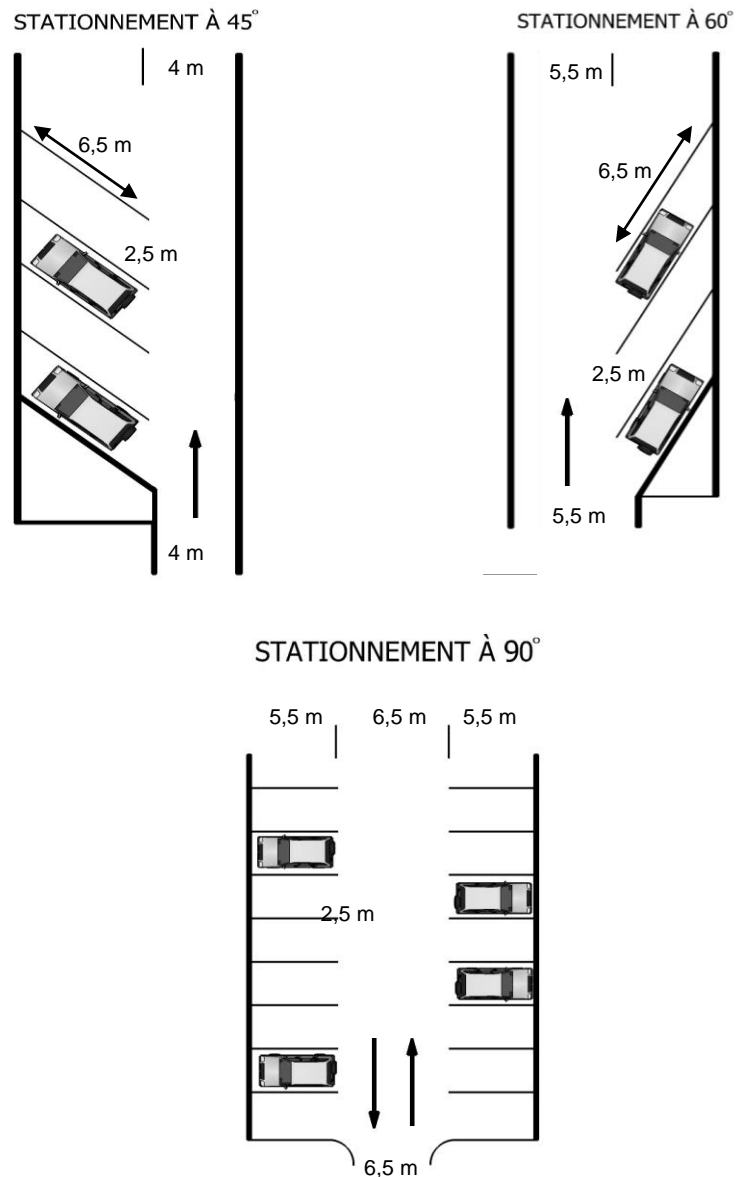 STATIONNEMENT À 45°
4 m
6,5 m
2,5 m
4 m
STATIONNEMENT À 60°
5,5 m
6,5 m
2,5 m
5,5 m
STATIONNEMENT À 90°
5,5 m 6,5 m 5,5 m
2,5 m
6,5 m